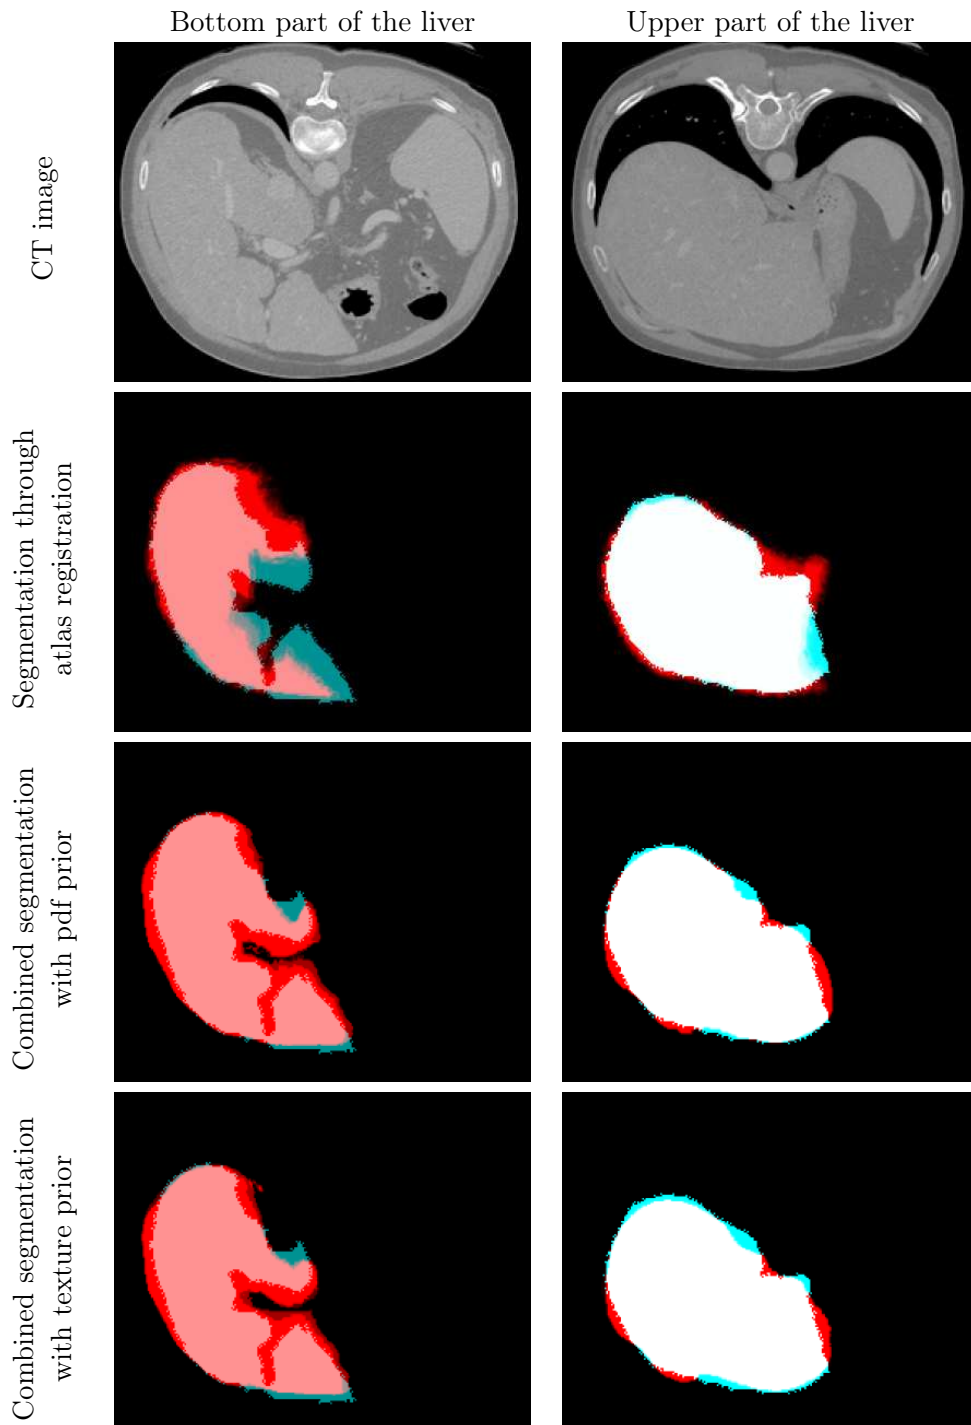 Bottom part of the liver
Upper part of the liver
CT image
Segmentation through
atlas registration
Combined segmentation
with pdf prior
Combined segmentation
with texture prior